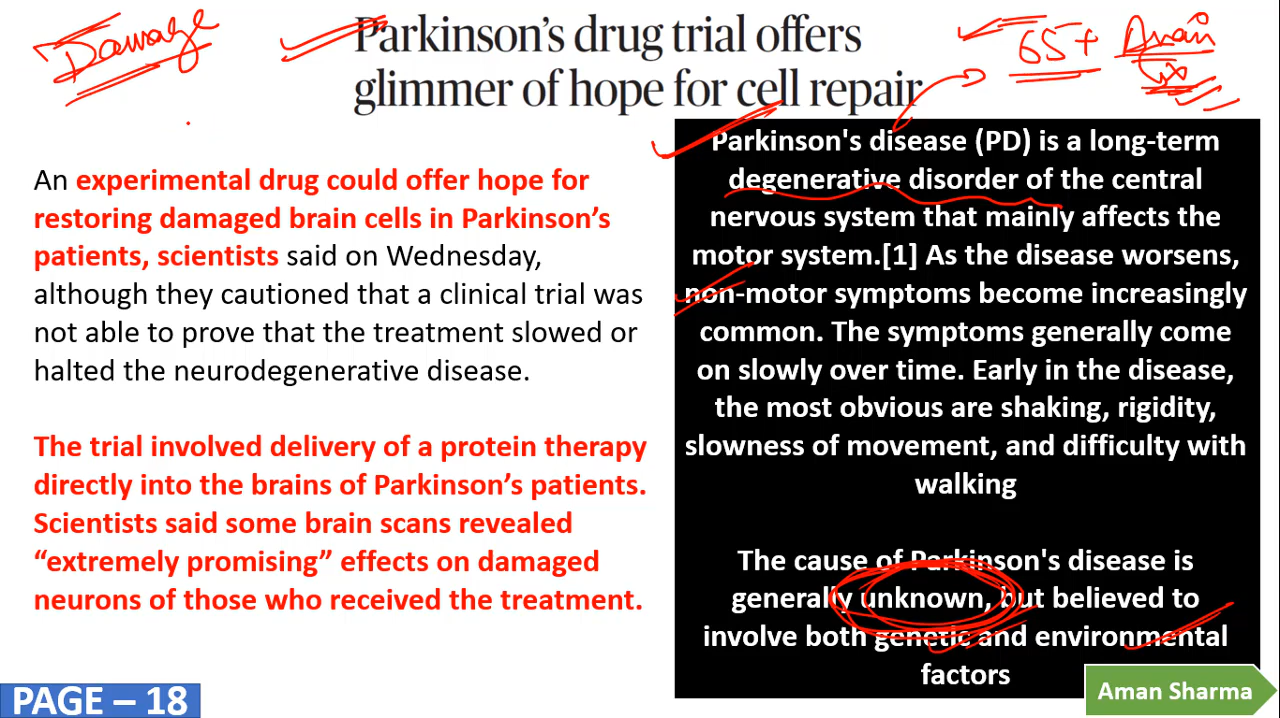 Damage
Parkinson's drug trial offers
glimmer of hope for cell repair
65+
An experimental drug could offer hope for
restoring damaged brain cells in Parkinson's
patients, scientists said on Wednesday,
although they cautioned that a clinical trial was
not able to prove that the treatment slowed or
halted the neurodegenerative disease.
The trial involved delivery of a protein therapy
directly into the brains of Parkinson's patients.
Scientists said some brain scans revealed
“extremely promising” effects on damaged
neurons of those who received the treatment.
Parkinson's disease (PD) is a long-term
degenerative disorder of the central
nervous system that mainly affects the
motor system.[1] As the disease worsens,
non-motor symptoms become increasingly
common. The symptoms generally come
on slowly over time. Early in the disease,
the most obvious are shaking, rigidity,
slowness of movement, and difficulty with
walking
The cause of Parkinson's disease is
generally unknown, but believed to
involve both genetic and environmental
factors
PAGE – 18
Aman Sharma